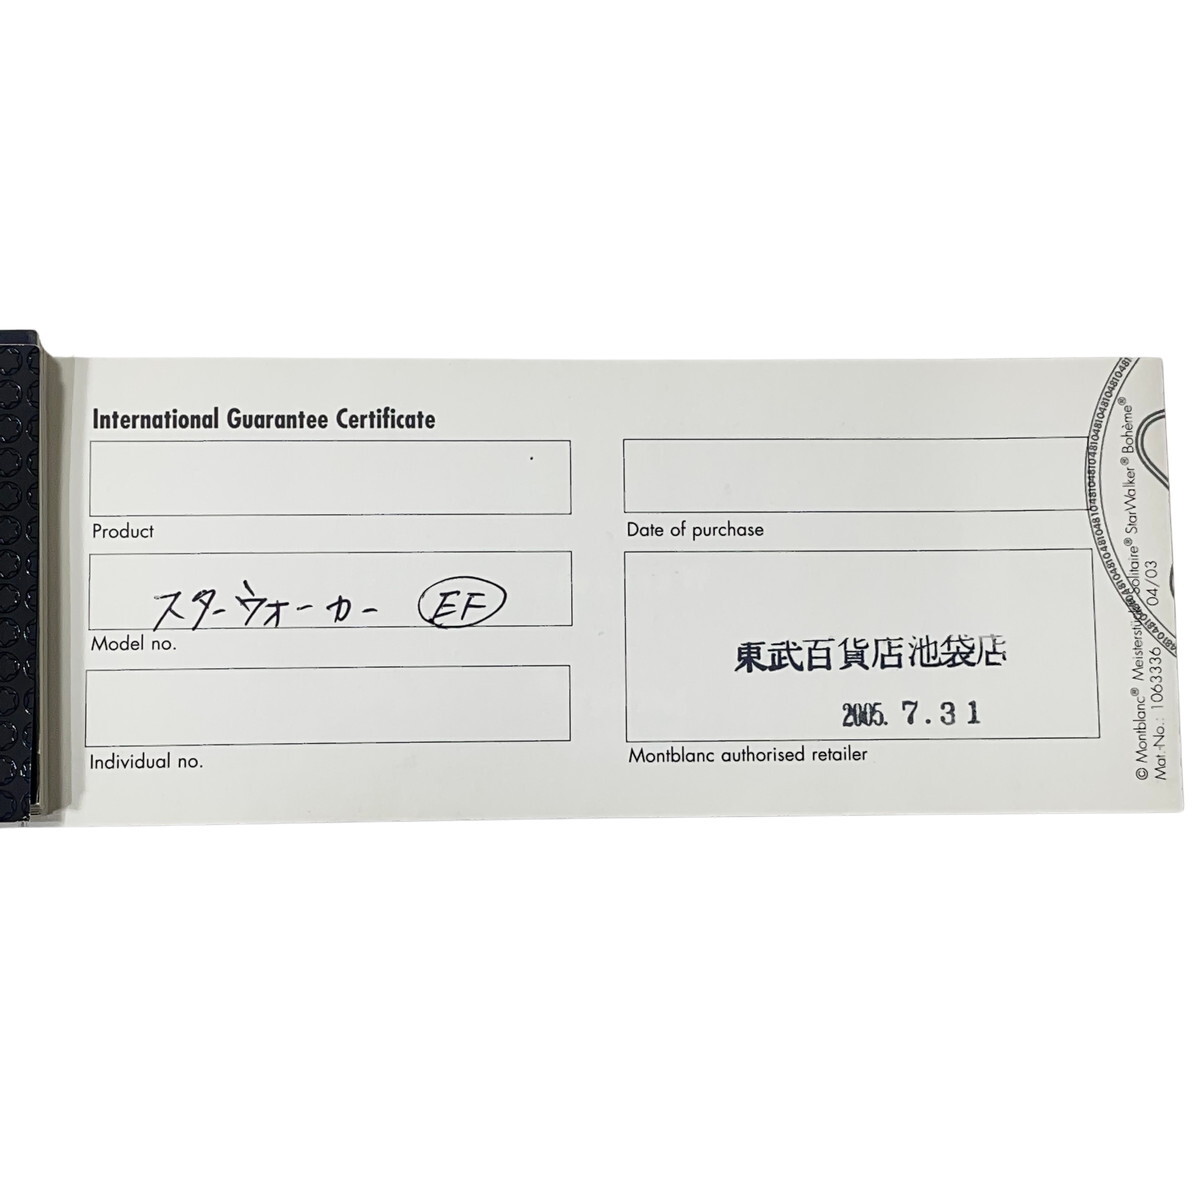 International Guarantee Certificate
Product
スターウォーカー EF
Model no.
Individual no.
Date of purchase
東武百貨店池袋店
2005. 7. 31
Montblanc authorised retailer
© Montblanc® Meisterstück® Solitaire® StarWalker® Bohème®
Mat.-No.: 1063336 04/03